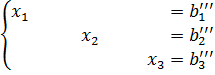 x₁ = b₁‴
x₂ = b₂‴
x₃ = b₃‴